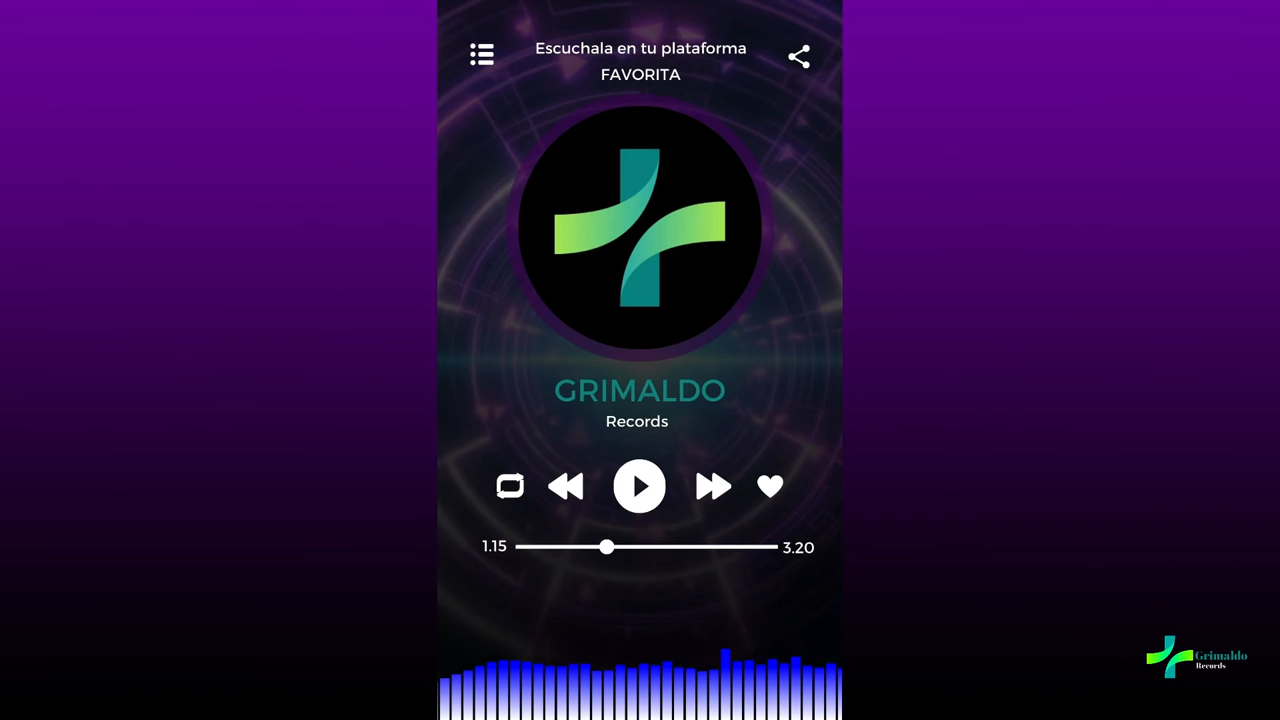 Escuchala en tu plataforma
FAVORITA
GRIMALDO
Records
1.15
3.20
Grimaldo
Records